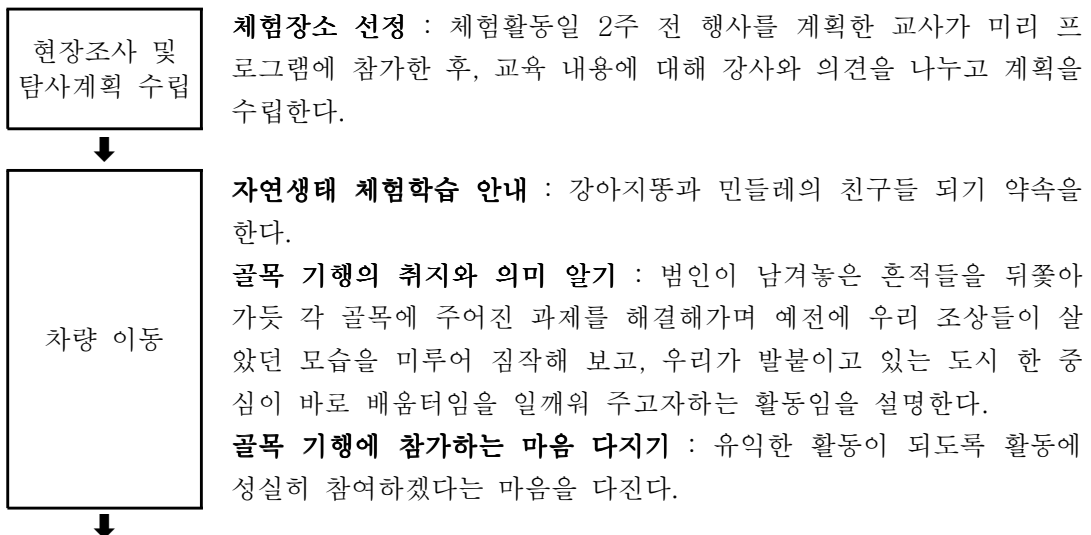 현장조사 및
탐사계획 수립
체험장소 선정 : 체험활동일 2주 전 행사를 계획한 교사가 미리 프
로그램에 참가한 후, 교육 내용에 대해 강사와 의견을 나누고 계획을
수립한다.
차량 이동
자연생태 체험학습 안내 : 강아지똥과 민들레의 친구들 되기 약속을
한다.
골목 기행의 취지와 의미 알기 : 범인이 남겨놓은 흔적들을 뒤쫓아
가듯 각 골목에 주어진 과제를 해결해가며 예전에 우리 조상들이 살
았던 모습을 미루어 짐작해 보고, 우리가 발붙이고 있는 도시 한 중
심이 바로 배움터임을 일깨워 주고자하는 활동임을 설명한다.
골목 기행에 참가하는 마음 다지기 : 유익한 활동이 되도록 활동에
성실히 참여하겠다는 마음을 다진다.